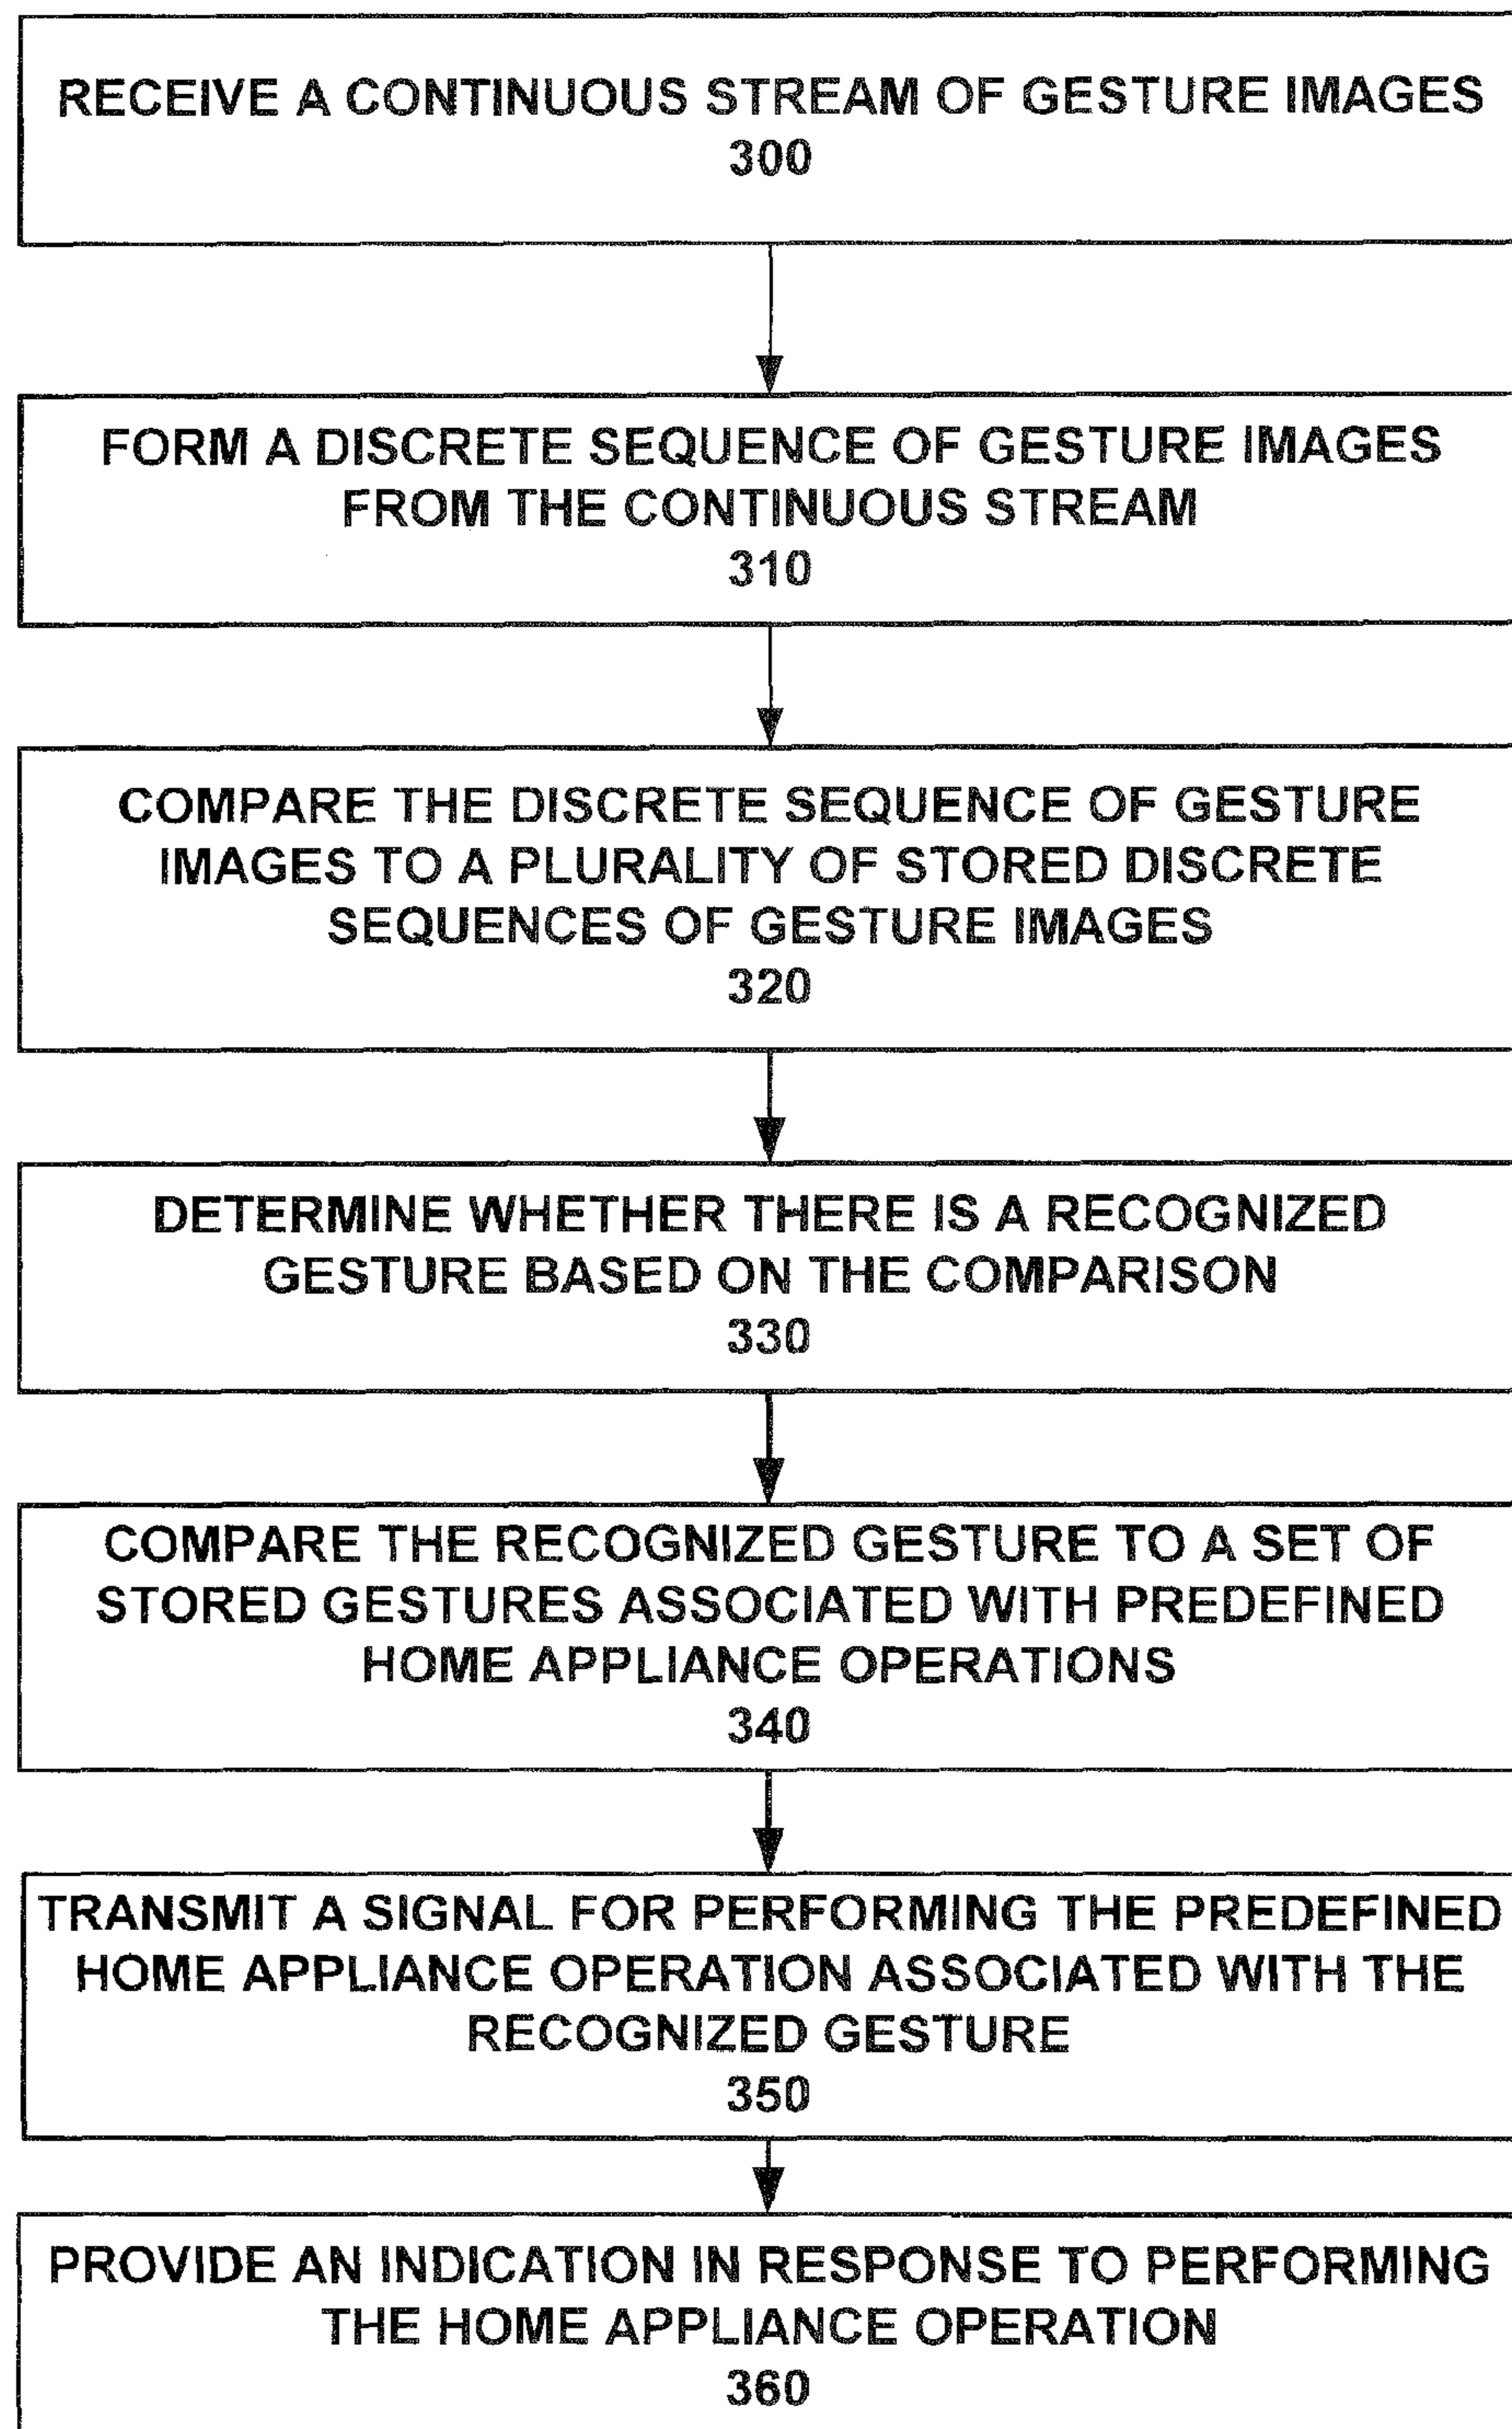 RECEIVE A CONTINUOUS STREAM OF GESTURE IMAGES
300
FORM A DISCRETE SEQUENCE OF GESTURE IMAGES
FROM THE CONTINUOUS STREAM
310
COMPARE THE DISCRETE SEQUENCE OF GESTURE
IMAGES TO A PLURALITY OF STORED DISCRETE
SEQUENCES OF GESTURE IMAGES
320
DETERMINE WHETHER THERE IS A RECOGNIZED
GESTURE BASED ON THE COMPARISON
330
COMPARE THE RECOGNIZED GESTURE TO A SET OF
STORED GESTURES ASSOCIATED WITH PREDEFINED
HOME APPLIANCE OPERATIONS
340
TRANSMIT A SIGNAL FOR PERFORMING THE PREDEFINED
HOME APPLIANCE OPERATION ASSOCIATED WITH THE
RECOGNIZED GESTURE
350
PROVIDE AN INDICATION IN RESPONSE TO PERFORMING
THE HOME APPLIANCE OPERATION
360